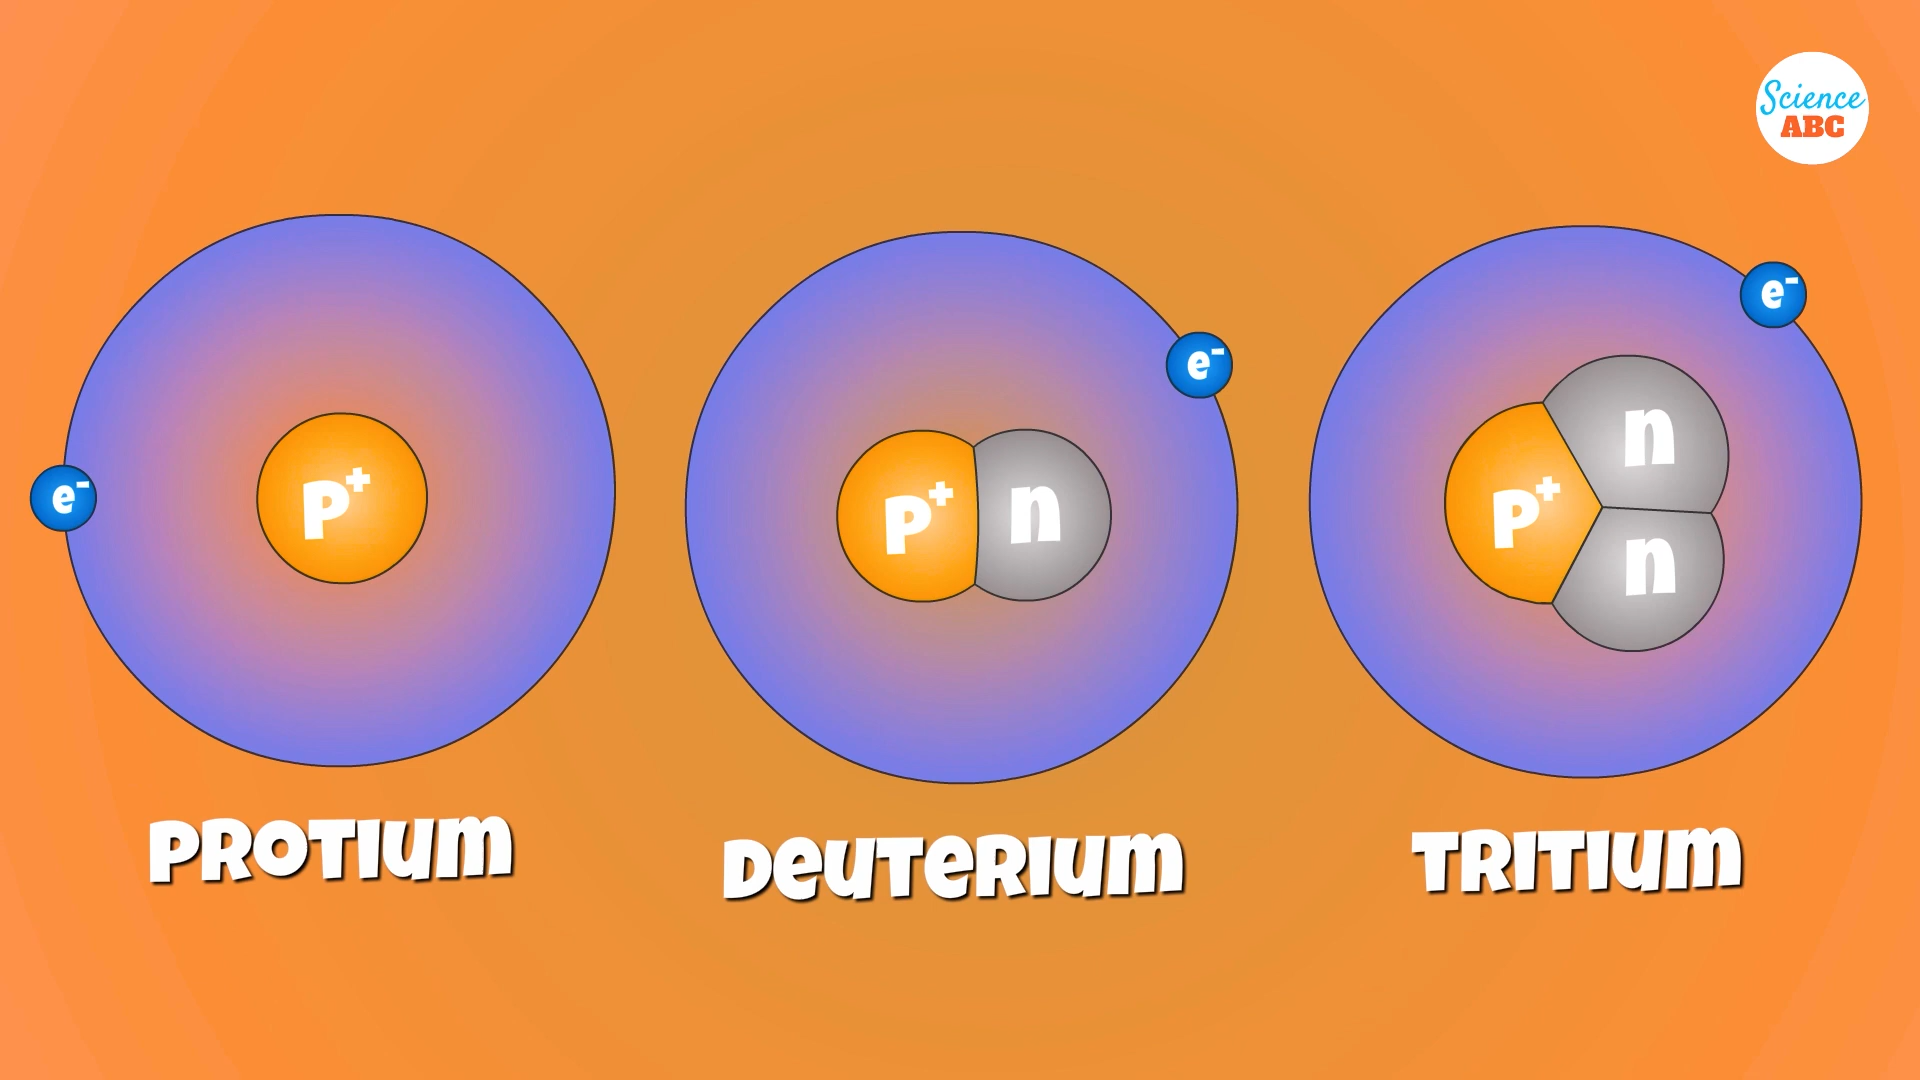 Science
ABC
e⁻
P⁺
e⁻
P⁺
n
e⁻
P⁺
n
n
PROTIUM
DEUTERIUM
TRITIUM